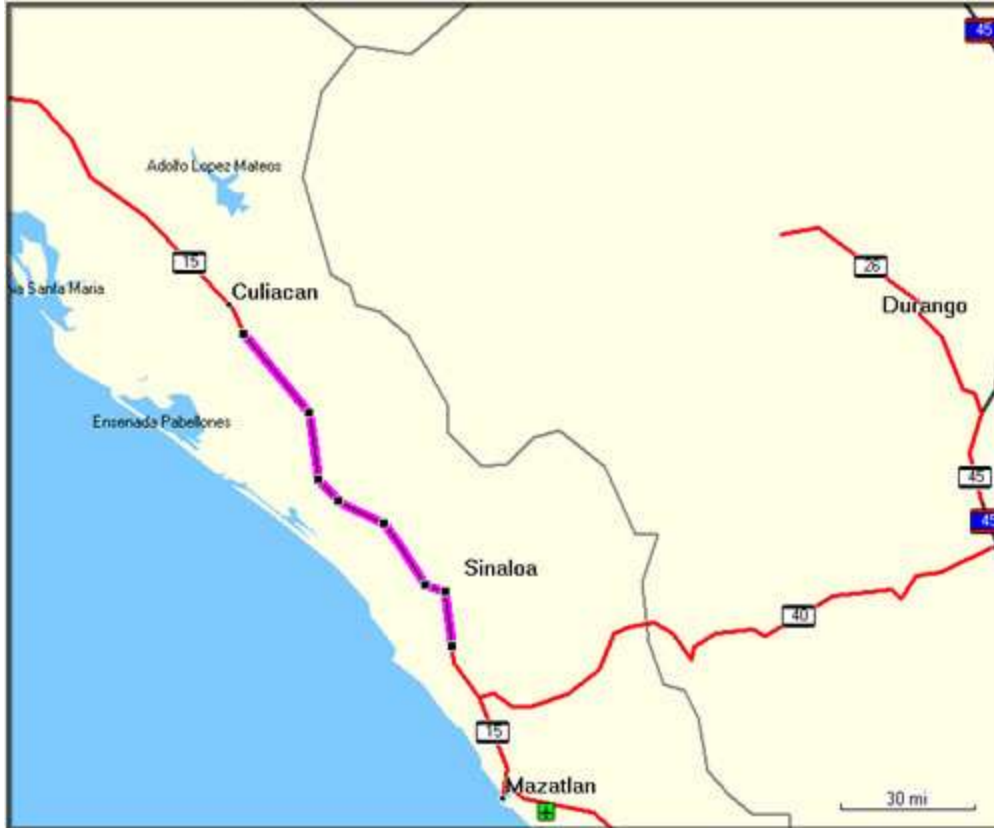 45
Adolfo Lopez Mateos
15
26
ia Santa Maria
Culiacan
Durango
Ensenada Pabellones
45
45
Sinaloa
40
15
Mazatlan
30 mi